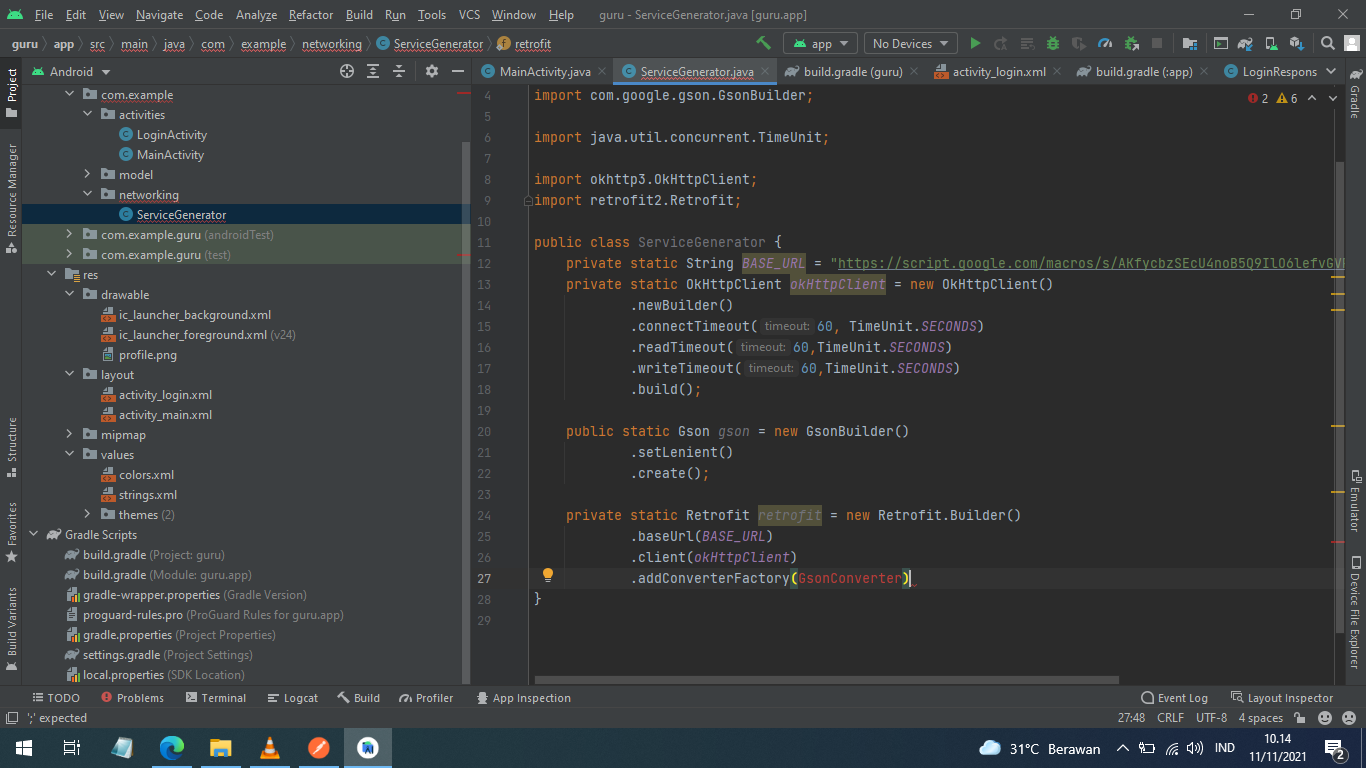 File Edit View Navigate Code Analyze Refactor Build Run Tools VCS Window Help guru - ServiceGenerator.java [guru.app]
guru app src main java com example networking ServiceGenerator retrofit app No Devices
Android MainActivity.java ServiceGenerator.java build.gradle (guru) activity_login.xml build.gradle (:app) LoginRespons
Project
Resource Manager
Structure
Favorites
Build Variants
com.example
activities
LoginActivity
MainActivity
model
networking
ServiceGenerator
com.example.guru (androidTest)
com.example.guru (test)
res
drawable
ic_launcher_background.xml
ic_launcher_foreground.xml (v24)
profile.png
layout
activity_login.xml
activity_main.xml
mipmap
values
colors.xml
strings.xml
themes (2)
Gradle Scripts
build.gradle (Project: guru)
build.gradle (Module: guru.app)
gradle-wrapper.properties (Gradle Version)
proguard-rules.pro (ProGuard Rules for guru.app)
gradle.properties (Project Properties)
settings.gradle (Project Settings)
local.properties (SDK Location)
4 import com.google.gson.GsonBuilder;
2 6
5
6 import java.util.concurrent.TimeUnit;
7
8 import okhttp3.OkHttpClient;
9 import retrofit2.Retrofit;
10
11 public class ServiceGenerator {
12 private static String BASE_URL = "https://script.google.com/macros/s/AKfycbzSEcU4noB5Q9IlO6lefvGV
13 private static OkHttpClient okHttpClient = new OkHttpClient()
14 .newBuilder()
15 .connectTimeout( timeout: 60, TimeUnit.SECONDS)
16 .readTimeout( timeout: 60,TimeUnit.SECONDS)
17 .writeTimeout( timeout: 60,TimeUnit.SECONDS)
18 .build();
19
20 public static Gson gson = new GsonBuilder()
21 .setLenient()
22 .create();
23
24 private static Retrofit retrofit = new Retrofit.Builder()
25 .baseUrl(BASE_URL)
26 .client(okHttpClient)
27 .addConverterFactory(GsonConverter)
28 }
29
Gradle
Emulator
Device File Explorer
TODO Problems Terminal Logcat Build Profiler App Inspection Event Log Layout Inspector
';' expected 27:48 CRLF UTF-8 4 spaces
31°C Berawan IND 10.14
11/11/2021 2